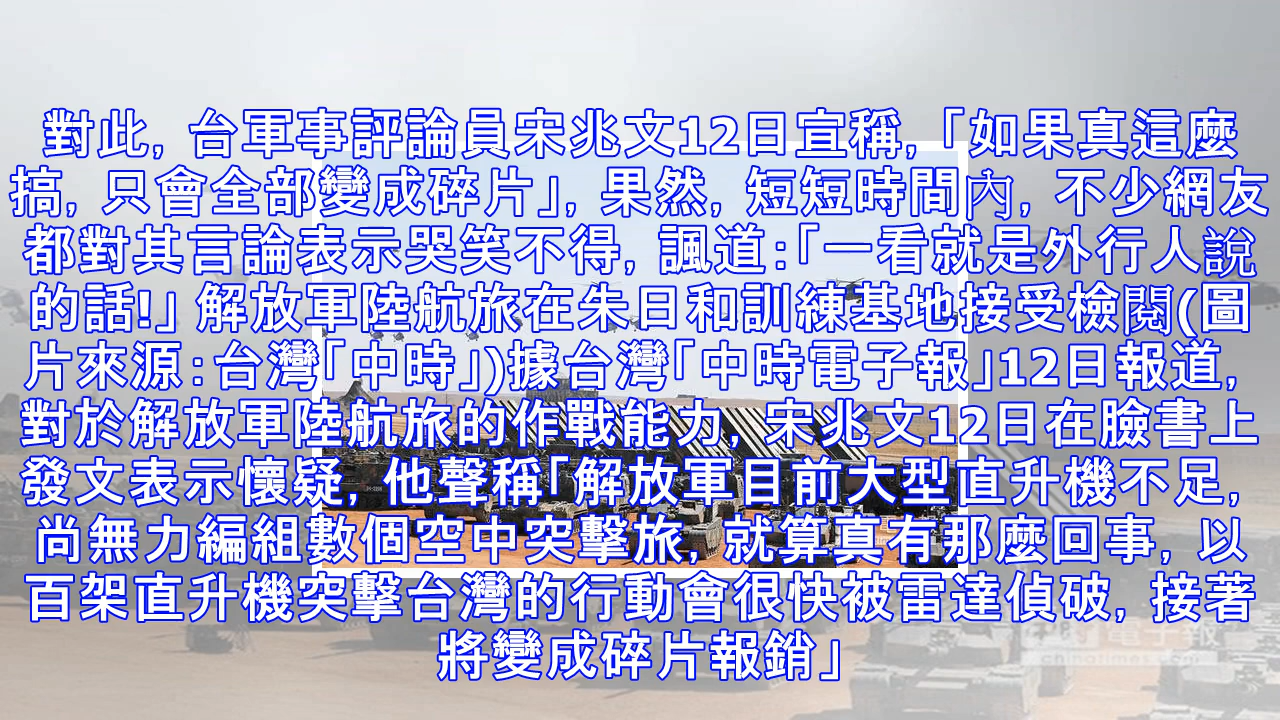 對此, 台軍事評論員宋兆文12日宣稱,「如果真這麼
搞, 只會全部變成碎片」, 果然, 短短時間內, 不少網友
都對其言論表示哭笑不得, 諷道:「一看就是外行人說
的話!」 解放軍陸航旅在朱日和訓練基地接受檢閱(圖
片來源:台灣「中時」)據台灣「中時電子報」12日報道,
對於解放軍陸航旅的作戰能力, 宋兆文12日在臉書上
發文表示懷疑, 他聲稱「解放軍目前大型直升機不足,
尚無力編組數個空中突擊旅, 就算真有那麼回事, 以
百架直升機突擊台灣的行動會很快被雷達偵破, 接著
將變成碎片報銷」
電子報
chinatimes.com